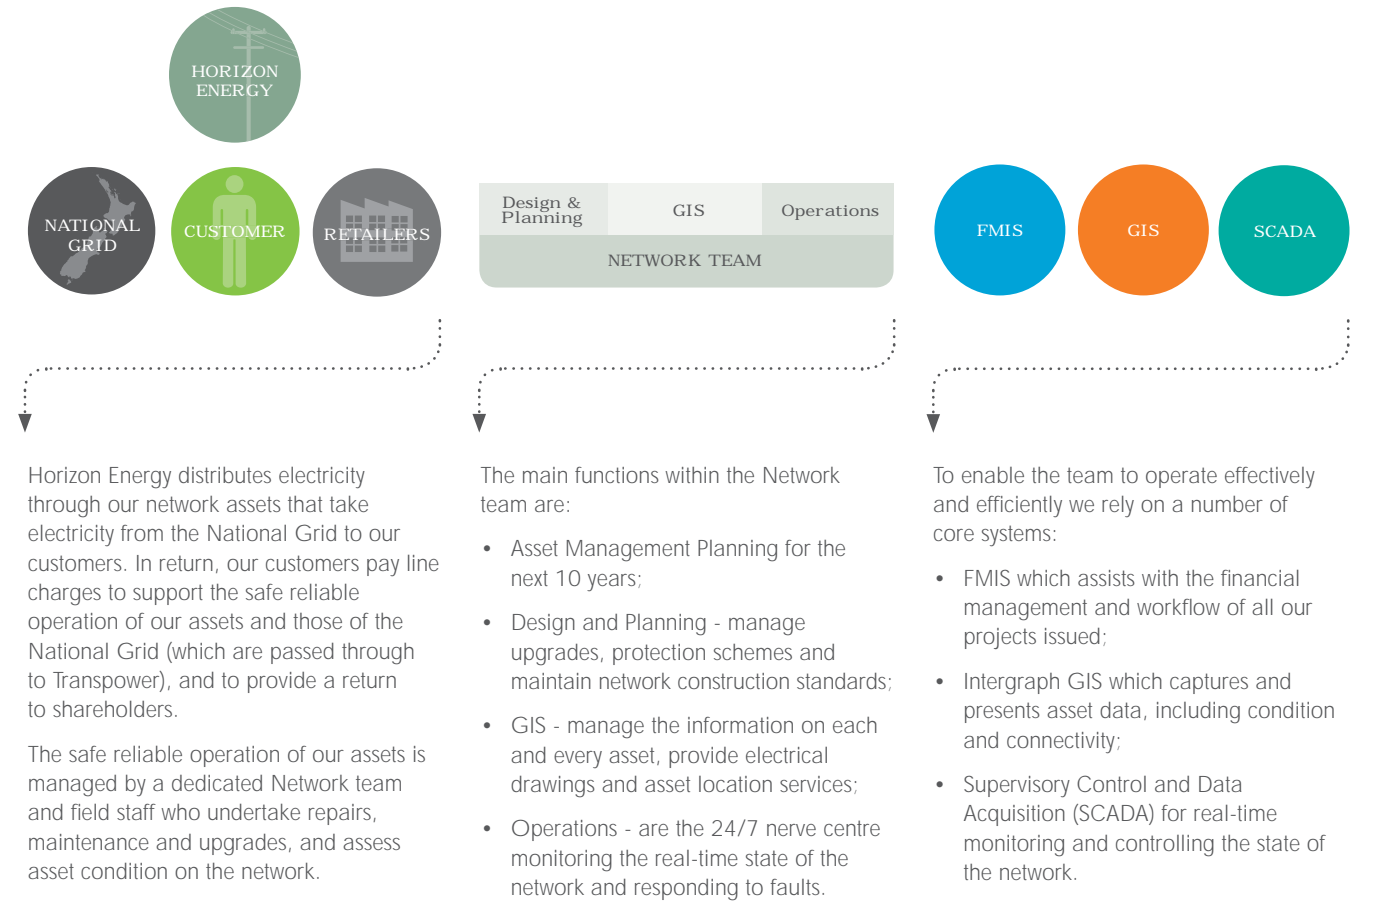 HORIZON
ENERGY
NATIONAL
GRID
CUSTOMER
RETAILERS
Design &
Planning
GIS
Operations
NETWORK TEAM
FMIS
GIS
SCADA
Horizon Energy distributes electricity
through our network assets that take
electricity from the National Grid to our
customers. In return, our customers pay line
charges to support the safe reliable
operation of our assets and those of the
National Grid (which are passed through
to Transpower), and to provide a return
to shareholders.
The safe reliable operation of our assets is
managed by a dedicated Network team
and field staff who undertake repairs,
maintenance and upgrades, and assess
asset condition on the network.
The main functions within the Network
team are:
• Asset Management Planning for the
next 10 years;
• Design and Planning - manage
upgrades, protection schemes and
maintain network construction standards;
• GIS - manage the information on each
and every asset, provide electrical
drawings and asset location services;
• Operations - are the 24/7 nerve centre
monitoring the real-time state of the
network and responding to faults.
To enable the team to operate effectively
and efficiently we rely on a number of
core systems:
• FMIS which assists with the financial
management and workflow of all our
projects issued;
• Intergraph GIS which captures and
presents asset data, including condition
and connectivity;
• Supervisory Control and Data
Acquisition (SCADA) for real-time
monitoring and controlling the state of
the network.